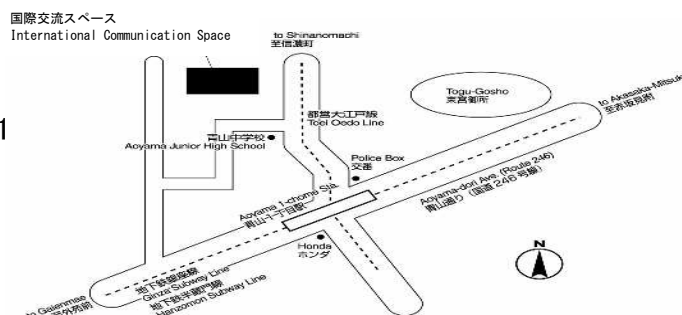 国際交流スペース
International Communication Space
to Shinanomachi
至信濃町
Togu-Gosho
東宮御所
to Akasaka-Mitsuk
至赤坂見附
1
都営大江戸線
Toei Oedo Line
青山中学校
Aoyama Junior High School
Police Box
交番
Aoyama-dori Ave. (Route 246)
青山通り (国道246号線)
Aoyama 1-chome Sta.
青山1丁目駅
Honda
ホンダ
N
地下鉄銀座線
Ginza Subway Line
地下鉄半蔵門線
Hanzomon Subway Line
to Gaienmae
至外苑前